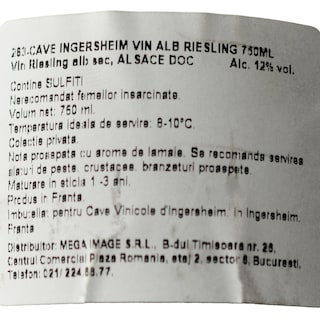 263-CAVE INGERSHEIM VIN ALB RIESLING 750ML
Vin Riesling alb sec, ALSACE DOC Alc. 12% vol.
Contine SULFITI
Nerecomandat femeilor insarcinate.
Volum net: 750 ml.
Temperatura ideala de servire: 8-10°C.
Colectie privata.
Nota proaspata cu arome de lamaie. Se recomanda servirea
alaturi de peste, crustacee, branzeturi proaspete.
Maturare in sticla 1 -3 ani.
Produs in Franta
Imbuteliat pentru Cave Vinicole d'Ingersheim, in Ingersheim,
Franta
Distribuitor: MEGA IMAGE S.R.L., B-dul Timisoara nr. 26,
Centrul Comercial Plaza Romania, etaj 2, sector 6, Bucuresti,
Telefon: 021/ 224.66.77.